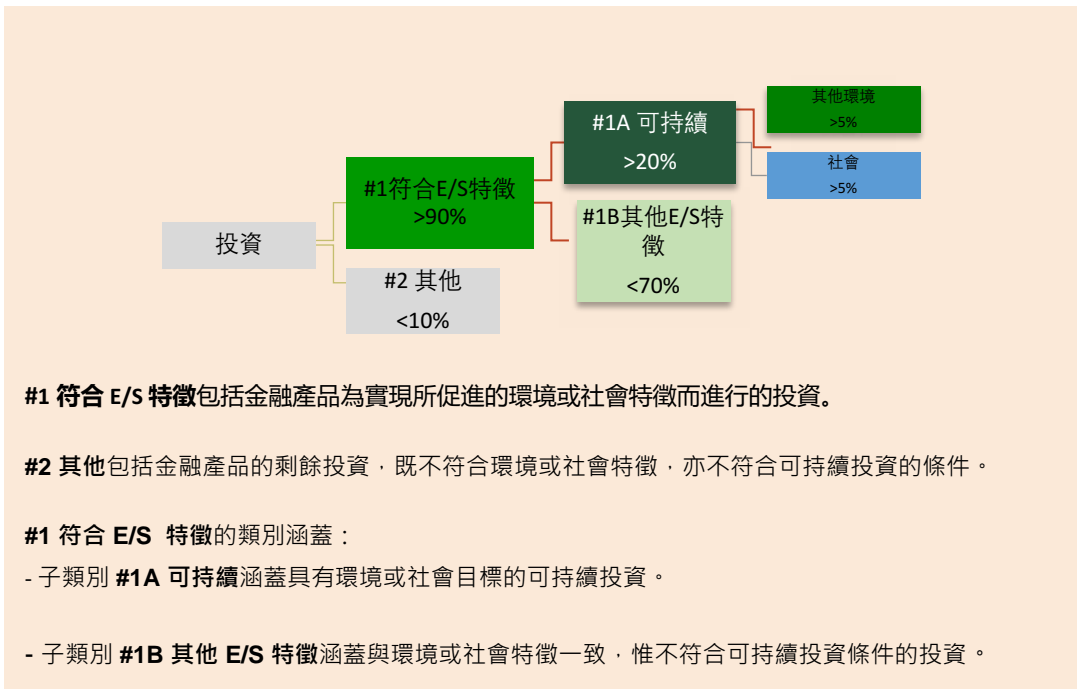 其他環境
>5%
#1A 可持續
>20%
社會
>5%
#1符合E/S特徵
>90%
#1B其他E/S特
徵
<70%
投資
#2 其他
<10%
#1 符合 E/S 特徵包括金融產品為實現所促進的環境或社會特徵而進行的投資。
#2 其他包括金融產品的剩餘投資，既不符合環境或社會特徵，亦不符合可持續投資的條件。
#1 符合 E/S 特徵的類別涵蓋：
- 子類別 #1A 可持續涵蓋具有環境或社會目標的可持續投資。
- 子類別 #1B 其他 E/S 特徵涵蓋與環境或社會特徵一致，惟不符合可持續投資條件的投資。